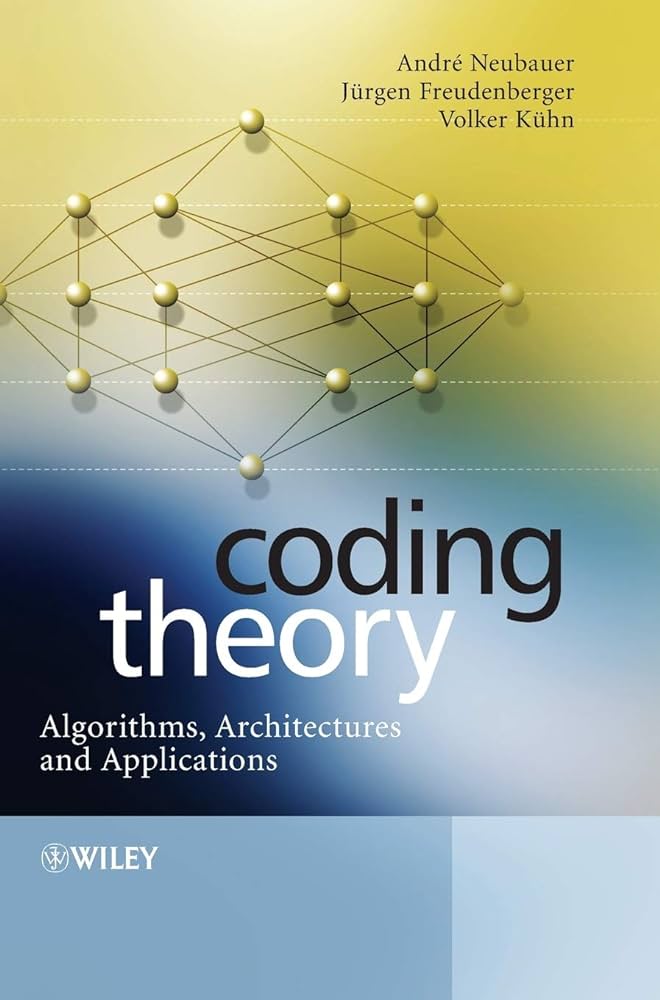 André Neubauer
Jürgen Freudenberger
Volker Kühn
coding
theory
Algorithms, Architectures
and Applications
WILEY